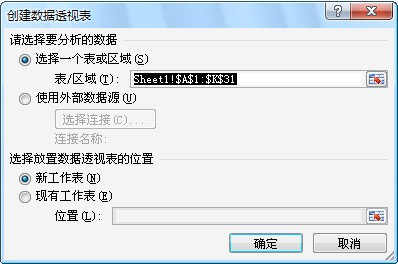 创建数据透视表
请选择要分析的数据
选择一个表或区域(S)
表/区域(T): Sheet1!$A$1:$K$31
使用外部数据源(U)
选择连接(C)...
连接名称:
选择放置数据透视表的位置
新工作表(N)
现有工作表(E)
位置(L):
确定 取消